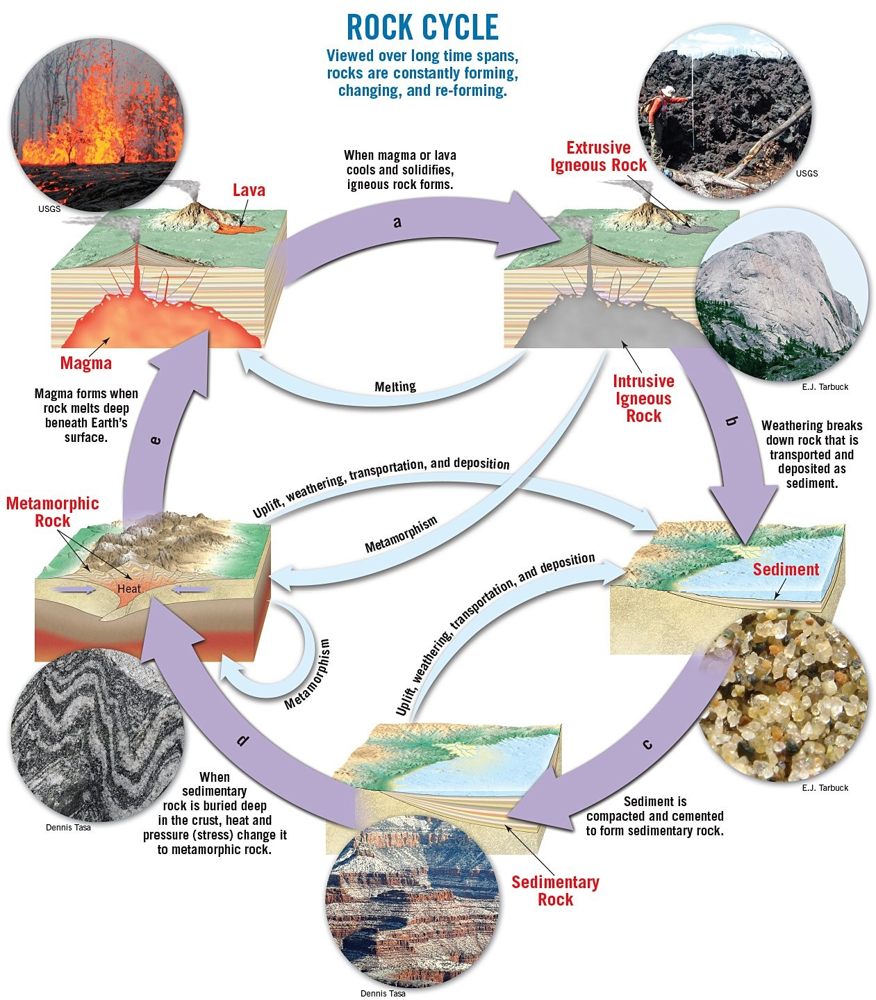 ROCK CYCLE
Viewed over long time spans,
rocks are constantly forming,
changing, and re-forming.
USGS
Lava
When magma or lava
cools and solidifies,
igneous rock forms.
a
Extrusive
Igneous Rock
USGS
E.J. Tarbuck
Magma
Magma forms when
rock melts deep
beneath Earth's
surface.
e
Melting
Intrusive
Igneous
Rock
b
Weathering breaks
down rock that is
transported and
deposited as
sediment.
Uplift, weathering, transportation, and deposition
Metamorphism
Metamorphic
Rock
Heat
Sediment
Uplift, weathering, transportation, and deposition
Metamorphism
Dennis Tasa
d
When
sedimentary
rock is buried deep
in the crust, heat and
pressure (stress) change it
to metamorphic rock.
c
E.J. Tarbuck
Sediment is
compacted and cemented
to form sedimentary rock.
Sedimentary
Rock
Dennis Tasa